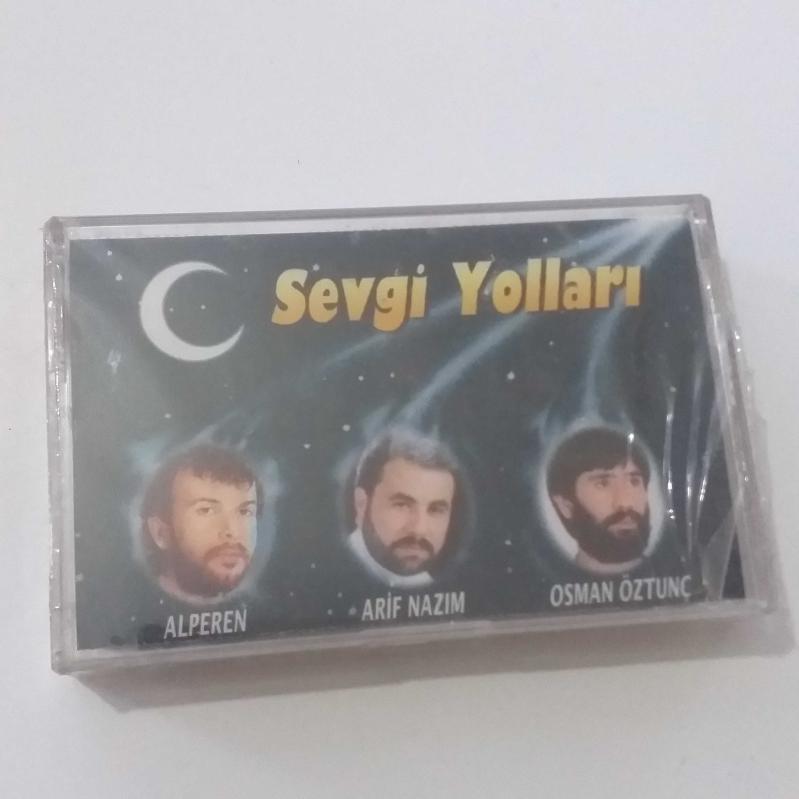 Sevgi Yolları
ALPEREN
ARİF NAZIM
OSMAN ÖZTUNÇ